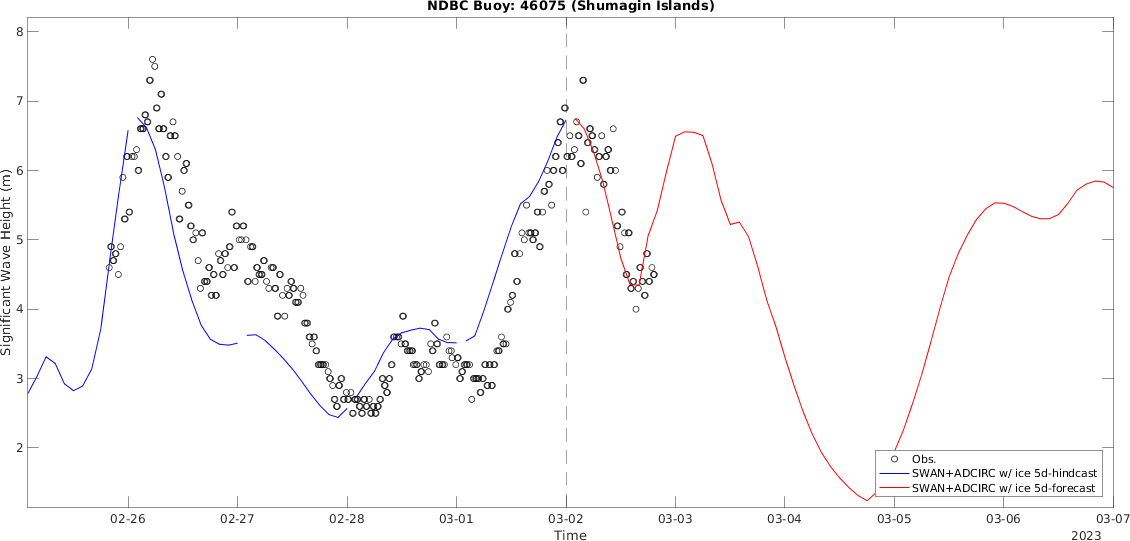 NDBC Buoy: 46075 (Shumagin Islands)
Significant Wave Height (m)
8
7
6
5
4
3
2
Obs.
SWAN+ADCIRC w/ ice 5d-hindcast
SWAN+ADCIRC w/ ice 5d-forecast
02-26 02-27 02-28 03-01 03-02 03-03 03-04 03-05 03-06 03-07
Time
2023